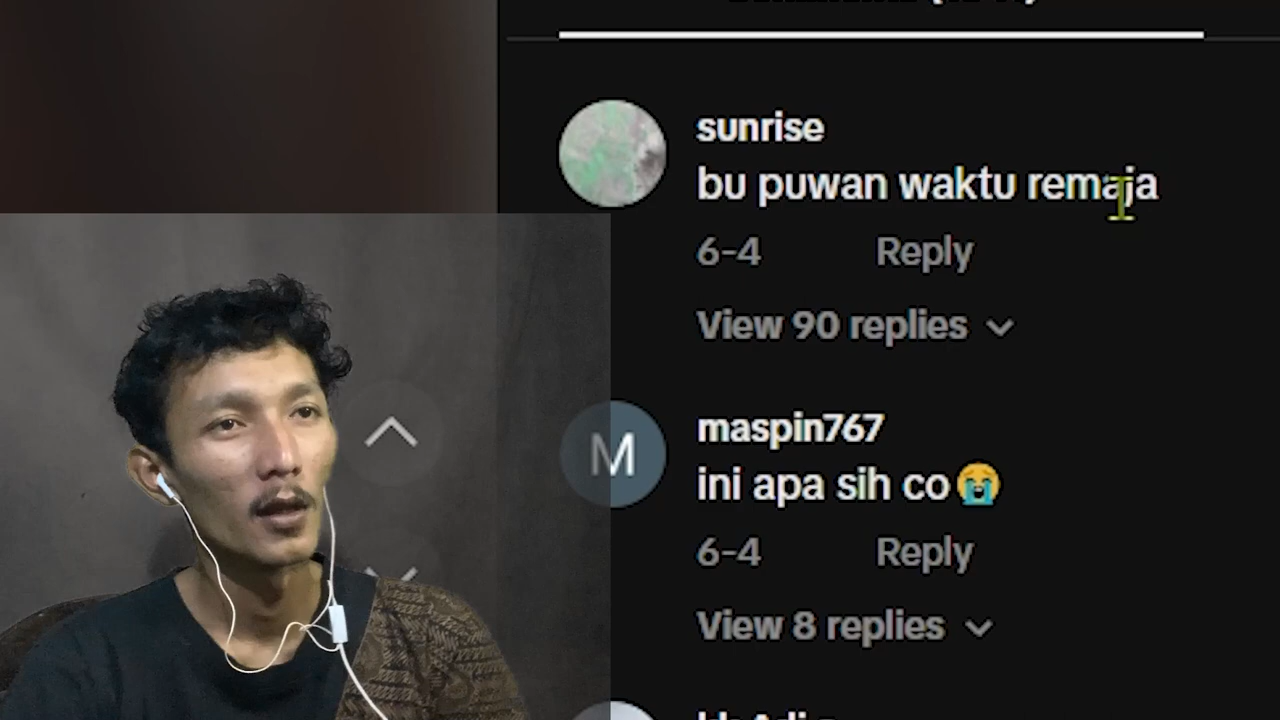 sunrise
bu puwan waktu remaja
6-4 Reply
View 90 replies
M
maspin767
ini apa sih co😭
6-4 Reply
View 8 replies